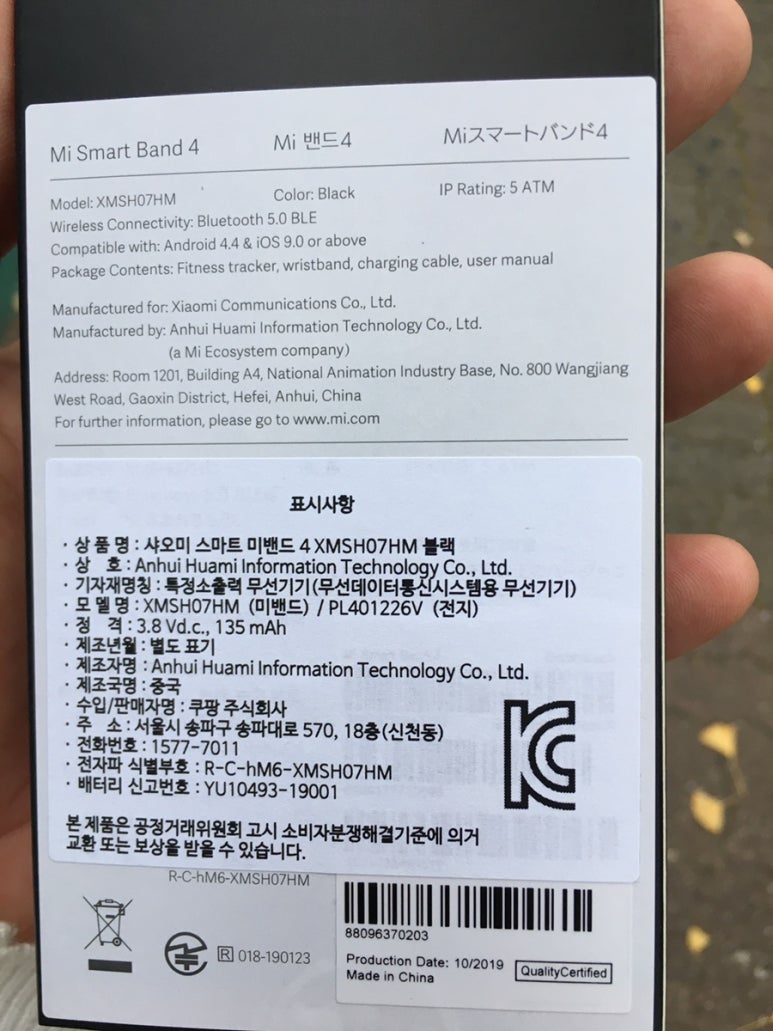 Mi Smart Band 4 Mi 밴드4 Miスマートバンド4
Model: XMSH07HM Color: Black IP Rating: 5 ATM
Wireless Connectivity: Bluetooth 5.0 BLE
Compatible with: Android 4.4 & iOS 9.0 or above
Package Contents: Fitness tracker, wristband, charging cable, user manual
Manufactured for: Xiaomi Communications Co., Ltd.
Manufactured by: Anhui Huami Information Technology Co., Ltd.
(a Mi Ecosystem company)
Address: Room 1201, Building A4, National Animation Industry Base, No. 800 Wangjiang
West Road, Gaoxin District, Hefei, Anhui, China
For further information, please go to www.mi.com
표시사항
· 상 품 명 : 샤오미 스마트 미밴드 4 XMSH07HM 블랙
· 상 호 : Anhui Huami Information Technology Co., Ltd.
· 기자재명칭 : 특정소출력 무선기기(무선데이터통신시스템용 무선기기)
· 모 델 명 : XMSH07HM (미밴드) / PL401226V (전지)
· 정 격 : 3.8 Vd.c., 135 mAh
· 제조년월 : 별도 표기
· 제조자명 : Anhui Huami Information Technology Co., Ltd.
· 제조국명 : 중국
· 수입/판매자명 : 쿠팡 주식회사
· 주 소 : 서울시 송파구 송파대로 570, 18층(신천동)
· 전화번호 : 1577-7011
· 전자파 식별부호 : R-C-hM6-XMSH07HM
· 배터리 신고번호 : YU10493-19001
본 제품은 공정거래위원회 고시 소비자분쟁해결기준에 의거
교환 또는 보상을 받을 수 있습니다.
R-C-hM6-XMSH07HM
R 018-190123
88096370203
Production Date: 10/2019
Made in China
QualityCertified